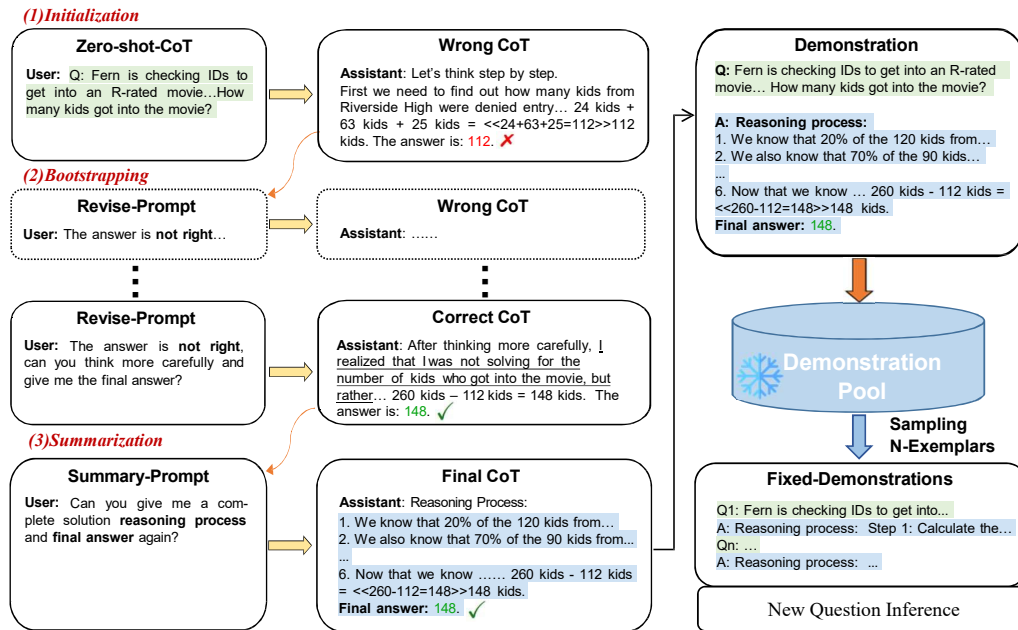 (1)Initialization
Zero-shot-CoT
User: Q: Fern is checking IDs to
get into an R-rated movie…How
many kids got into the movie?
Wrong CoT
Assistant: Let's think step by step.
First we need to find out how many kids from
Riverside High were denied entry… 24 kids +
63 kids + 25 kids = <<24+63+25=112>>112
kids. The answer is: 112. ✗
(2)Bootstrapping
Revise-Prompt
User: The answer is not right…
Wrong CoT
Assistant: ……
Revise-Prompt
User: The answer is not right,
can you think more carefully and
give me the final answer?
Correct CoT
Assistant: After thinking more carefully, I
realized that I was not solving for the
number of kids who got into the movie, but
rather… 260 kids – 112 kids = 148 kids. The
answer is: 148. ✓
(3)Summarization
Summary-Prompt
User: Can you give me a com-
plete solution reasoning process
and final answer again?
Final CoT
Assistant: Reasoning Process:
1. We know that 20% of the 120 kids from…
2. We also know that 70% of the 90 kids from...
...
6. Now that we know …… 260 kids - 112 kids
= <<260-112=148>>148 kids.
Final answer: 148. ✓
Demonstration
Q: Fern is checking IDs to get into an R-rated
movie… How many kids got into the movie?
A: Reasoning process:
1. We know that 20% of the 120 kids from…
2. We also know that 70% of the 90 kids…
...
6. Now that we know … 260 kids - 112 kids =
<<260-112=148>>148 kids.
Final answer: 148.
Demonstration
Pool
Sampling
N-Exemplars
Fixed-Demonstrations
Q1: Fern is checking IDs to get into...
A: Reasoning process: Step 1: Calculate the…
Qn: …
A: Reasoning process: ...
New Question Inference